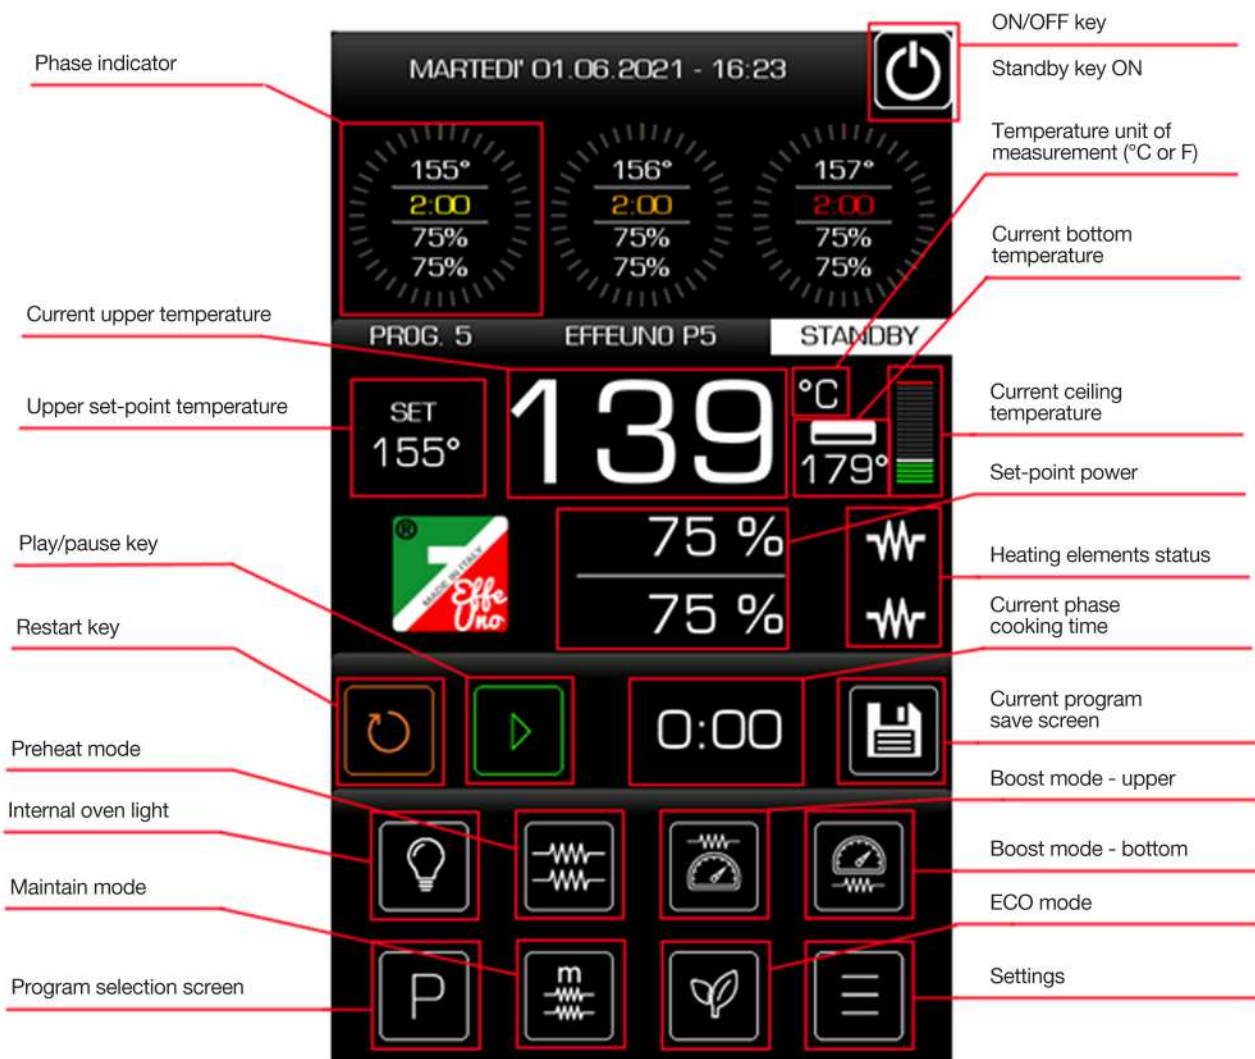 ON/OFF key
Phase indicator
MARTEDI' 01.06.2021 - 16:23
Standby key ON
Temperature unit of
measurement (°C or F)
155°
2:00
75%
75%
156°
2:00
75%
75%
157°
2:00
75%
75%
Current bottom
temperature
Current upper temperature
PROG. 5
EFFEUNO P5
STANDBY
Upper set-point temperature
SET
155°
139
°C
179°
Current ceiling
temperature
Set-point power
Play/pause key
®
MADE IN ITALY
Effe
Uno
75 %
75 %
Heating elements status
Current phase
cooking time
Restart key
0:00
Current program
save screen
Preheat mode
Boost mode - upper
Internal oven light
Boost mode - bottom
Maintain mode
ECO mode
Program selection screen
P
m
Settings